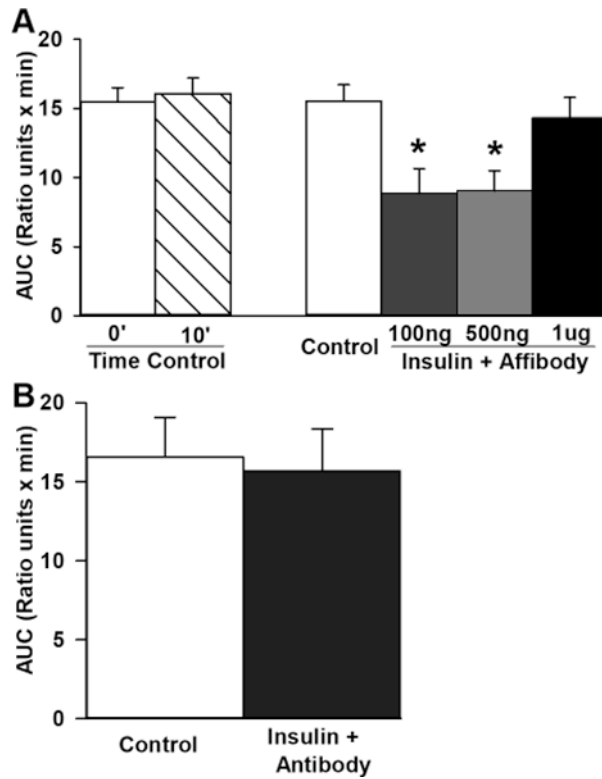 A
20
15
10
5
0
AUC (Ratio units x min)
* *
0' 10'
Time Control
Control
100ng 500ng 1ug
Insulin + Affibody
B
20
15
10
5
0
AUC (Ratio units x min)
Control
Insulin +
Antibody